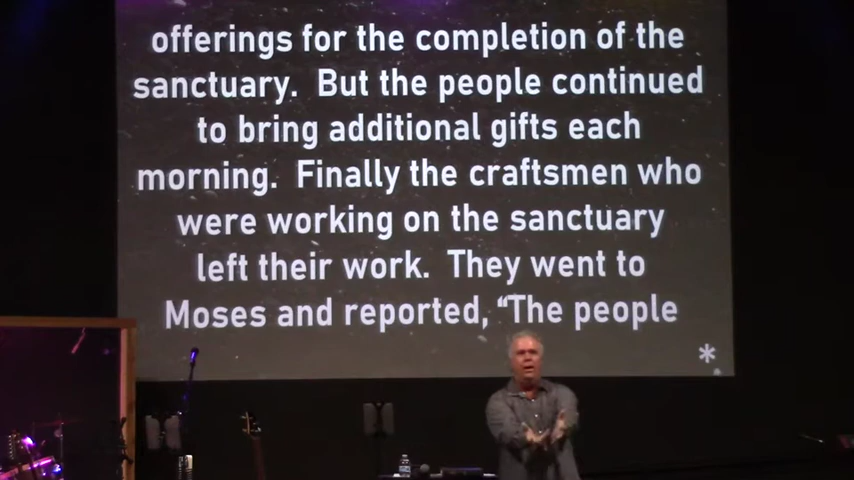 offerings for the completion of the
sanctuary. But the people continued
to bring additional gifts each
morning. Finally the craftsmen who
were working on the sanctuary
left their work. They went to
Moses and reported, “The people
*